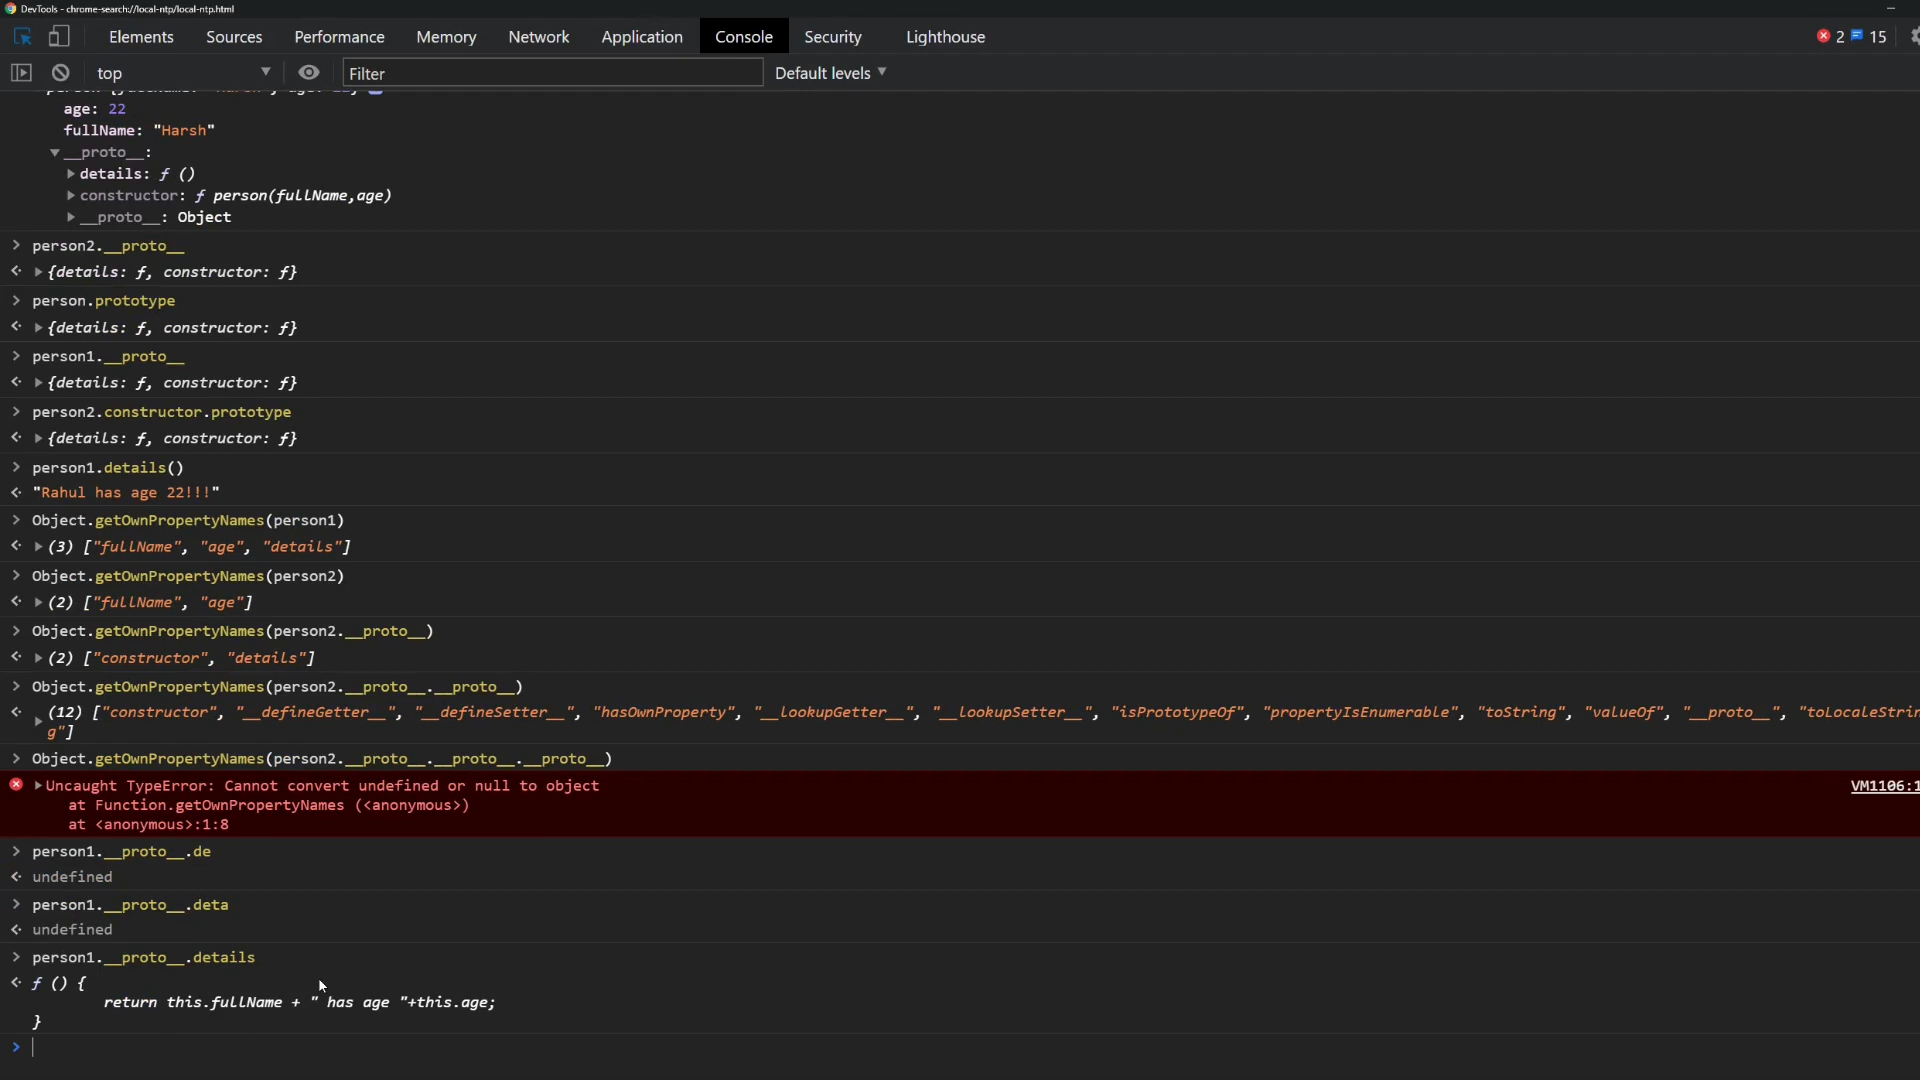 DevTools - chrome-search://local-ntp/local-ntp.html
Elements Sources Performance Memory Network Application Console Security Lighthouse 2 15
top Filter Default levels
age: 22
fullName: "Harsh"
__proto__:
details: ƒ ()
constructor: ƒ person(fullName,age)
__proto__: Object
> person2.__proto__
{details: ƒ, constructor: ƒ}
> person.prototype
{details: ƒ, constructor: ƒ}
> person1.__proto__
{details: ƒ, constructor: ƒ}
> person2.constructor.prototype
{details: ƒ, constructor: ƒ}
> person1.details()
"Rahul has age 22!!!"
> Object.getOwnPropertyNames(person1)
(3) ["fullName", "age", "details"]
> Object.getOwnPropertyNames(person2)
(2) ["fullName", "age"]
> Object.getOwnPropertyNames(person2.__proto__)
(2) ["constructor", "details"]
> Object.getOwnPropertyNames(person2.__proto__.__proto__)
(12) ["constructor", "__defineGetter__", "__defineSetter__", "hasOwnProperty", "__lookupGetter__", "__lookupSetter__", "isPrototypeOf", "propertyIsEnumerable", "toString", "valueOf", "__proto__", "toLocaleStrin
g"]
> Object.getOwnPropertyNames(person2.__proto__.__proto__.__proto__)
Uncaught TypeError: Cannot convert undefined or null to object VM1106:1
at Function.getOwnPropertyNames (<anonymous>)
at <anonymous>:1:8
> person1.__proto__.de
undefined
> person1.__proto__.deta
undefined
> person1.__proto__.details
ƒ () {
return this.fullName + " has age "+this.age;
}
>